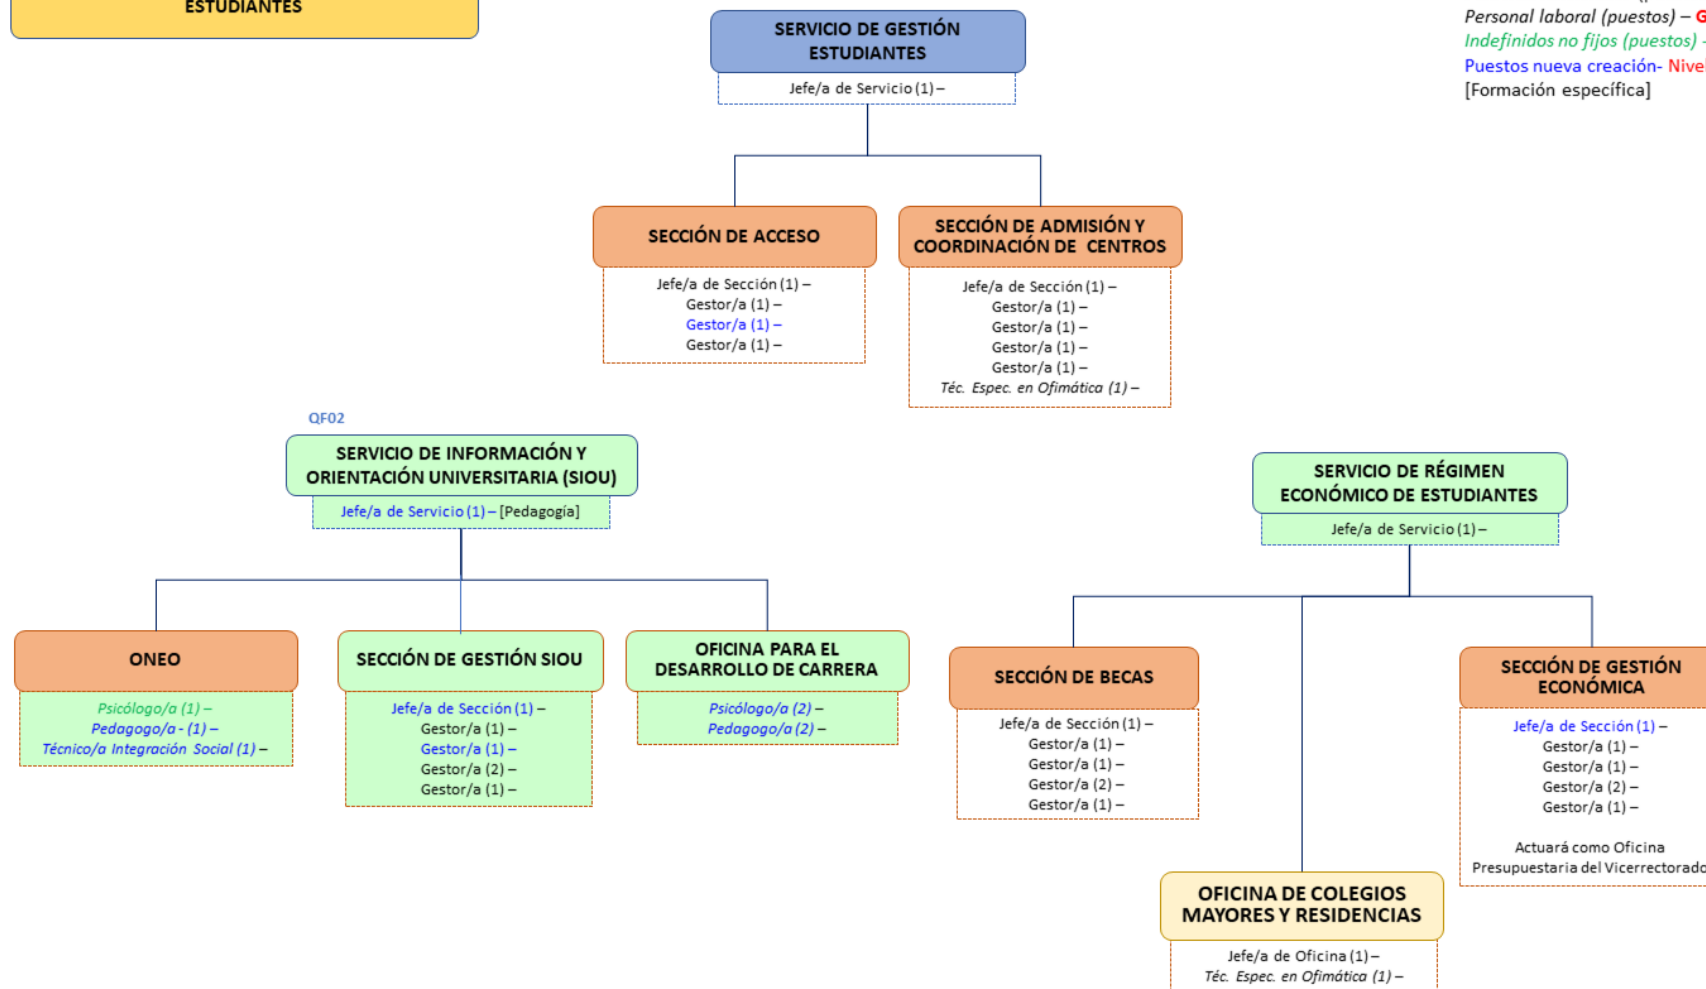 ESTUDIANTES
Personal laboral (puestos) – G
Indefinidos no fijos (puestos) -
Puestos nueva creación- Nivel
[Formación específica]
SERVICIO DE GESTIÓN
ESTUDIANTES
Jefe/a de Servicio (1) –
SECCIÓN DE ACCESO
Jefe/a de Sección (1) –
Gestor/a (1) –
Gestor/a (1) –
Gestor/a (1) –
SECCIÓN DE ADMISIÓN Y
COORDINACIÓN DE CENTROS
Jefe/a de Sección (1) –
Gestor/a (1) –
Gestor/a (1) –
Gestor/a (1) –
Gestor/a (1) –
Téc. Espec. en Ofimática (1) –
QF02
SERVICIO DE INFORMACIÓN Y
ORIENTACIÓN UNIVERSITARIA (SIOU)
Jefe/a de Servicio (1) – [Pedagogía]
ONEO
Psicólogo/a (1) –
Pedagogo/a - (1) –
Técnico/a Integración Social (1) –
SECCIÓN DE GESTIÓN SIOU
Jefe/a de Sección (1) –
Gestor/a (1) –
Gestor/a (1) –
Gestor/a (2) –
Gestor/a (1) –
OFICINA PARA EL
DESARROLLO DE CARRERA
Psicólogo/a (2) –
Pedagogo/a (2) –
SERVICIO DE RÉGIMEN
ECONÓMICO DE ESTUDIANTES
Jefe/a de Servicio (1) –
SECCIÓN DE BECAS
Jefe/a de Sección (1) –
Gestor/a (1) –
Gestor/a (1) –
Gestor/a (2) –
Gestor/a (1) –
SECCIÓN DE GESTIÓN
ECONÓMICA
Jefe/a de Sección (1) –
Gestor/a (1) –
Gestor/a (1) –
Gestor/a (2) –
Gestor/a (1) –
Actuará como Oficina
Presupuestaria del Vicerrectorado
OFICINA DE COLEGIOS
MAYORES Y RESIDENCIAS
Jefe/a de Oficina (1) –
Téc. Espec. en Ofimática (1) –